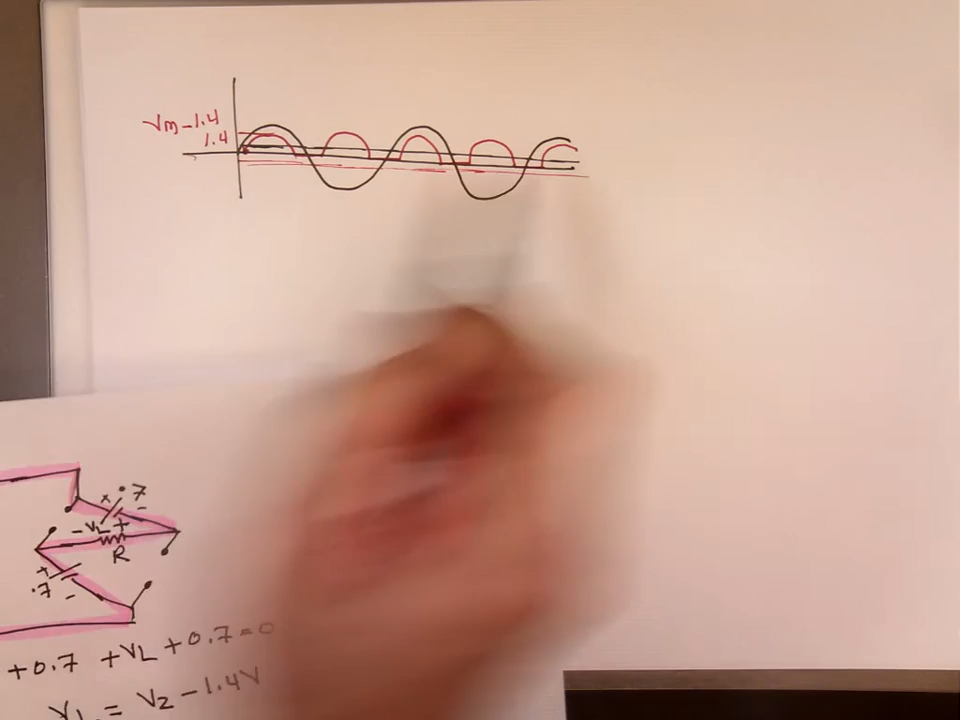 Vm-1.4
1.4
+ .7 -
- VL +
R
+ .7 -
+0.7 +VL +0.7=0
VL = V2 -1.4V